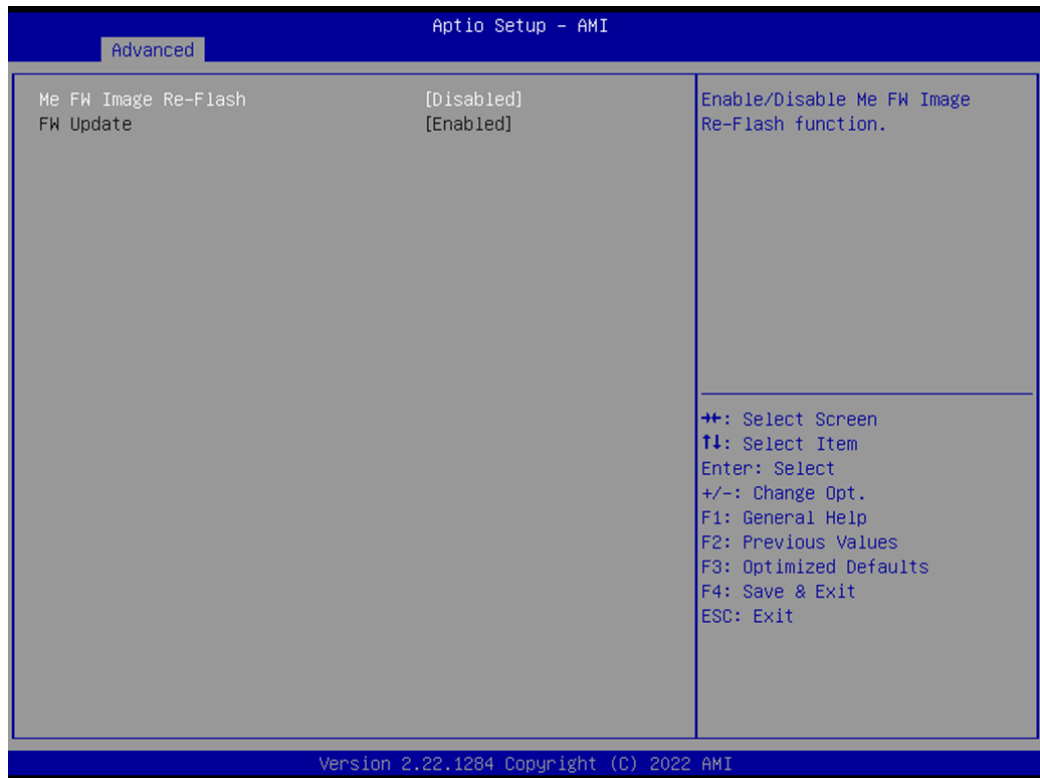 Aptio Setup – AMI
Advanced
Me FW Image Re-Flash [Disabled]
FW Update [Enabled]
Enable/Disable Me FW Image
Re-Flash function.
→←: Select Screen
↑↓: Select Item
Enter: Select
+/-: Change Opt.
F1: General Help
F2: Previous Values
F3: Optimized Defaults
F4: Save & Exit
ESC: Exit
Version 2.22.1284 Copyright (C) 2022 AMI